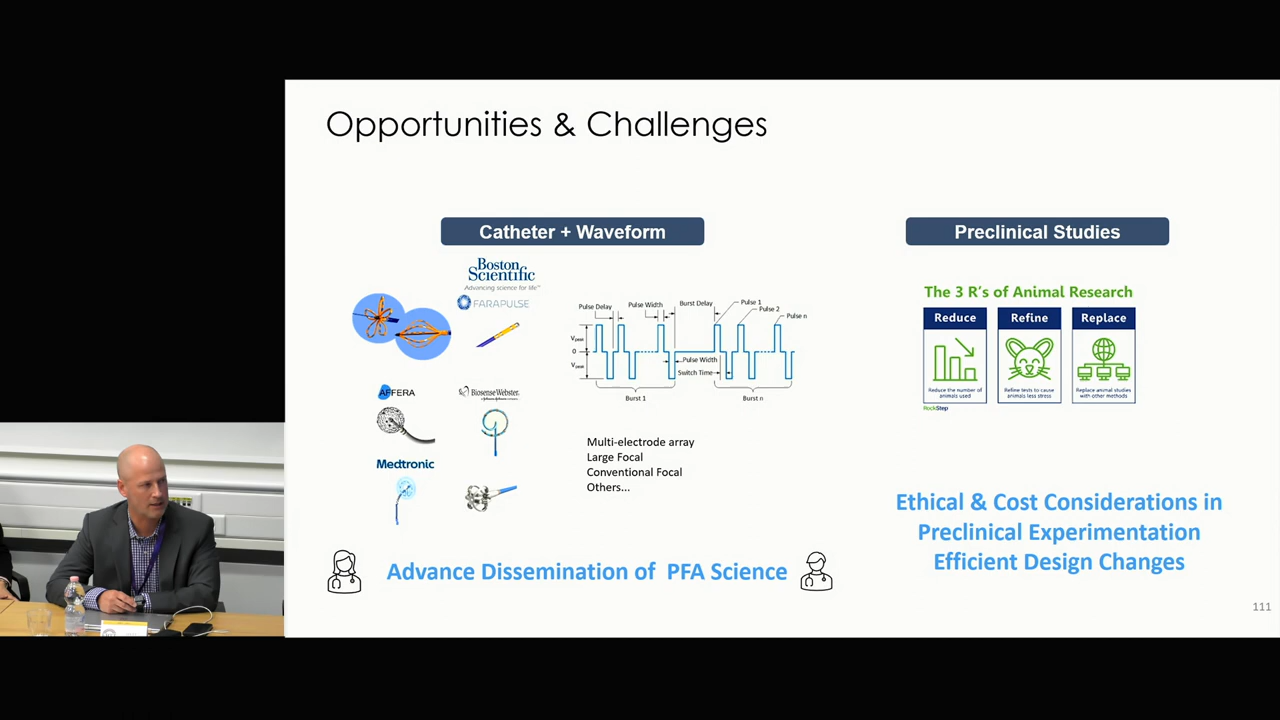 Opportunities & Challenges
Catheter + Waveform
Boston
Scientific
Advancing science for life™
FARAPULSE
AFFERA
Biosense Webster
Medtronic
Pulse Delay
Pulse Width
Burst Delay
Pulse 1
Pulse 2
Pulse n
0
Pulse Width
Switch Time
Burst 1
Burst n
Multi-electrode array
Large Focal
Conventional Focal
Others...
Advance Dissemination of PFA Science
Preclinical Studies
The 3 R's of Animal Research
Reduce
Refine
Replace
Reduce the number of
animals used
Refine tests to cause
animals less stress
Replace animal studies
with other methods
RockStep
Ethical & Cost Considerations in
Preclinical Experimentation
Efficient Design Changes
111